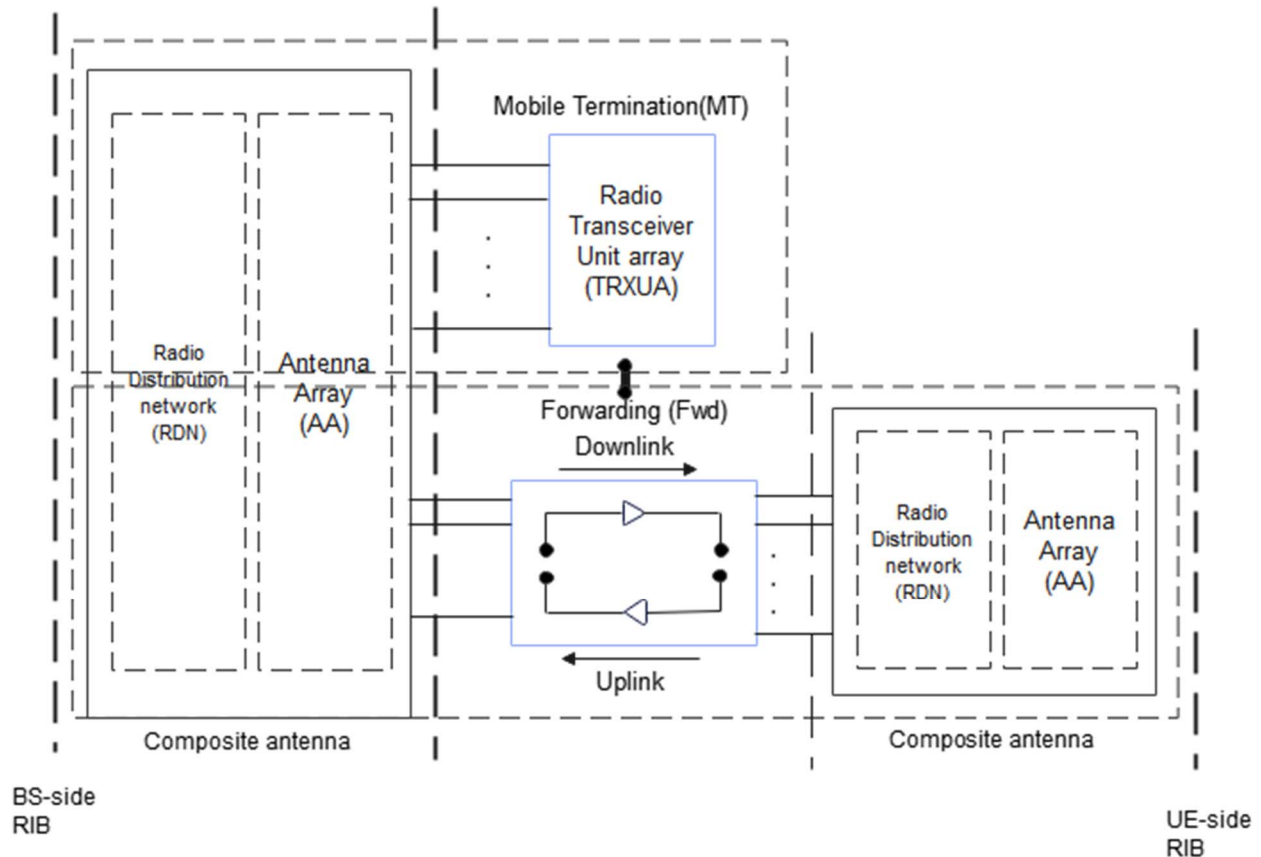 Mobile Termination(MT)
Radio
Transceiver
Unit array
(TRXUA)
Radio
Distribution
network
(RDN)
Antenna
Array
(AA)
Forwarding (Fwd)
Downlink
Uplink
Radio
Distribution
network
(RDN)
Antenna
Array
(AA)
Composite antenna
Composite antenna
BS-side
RIB
UE-side
RIB